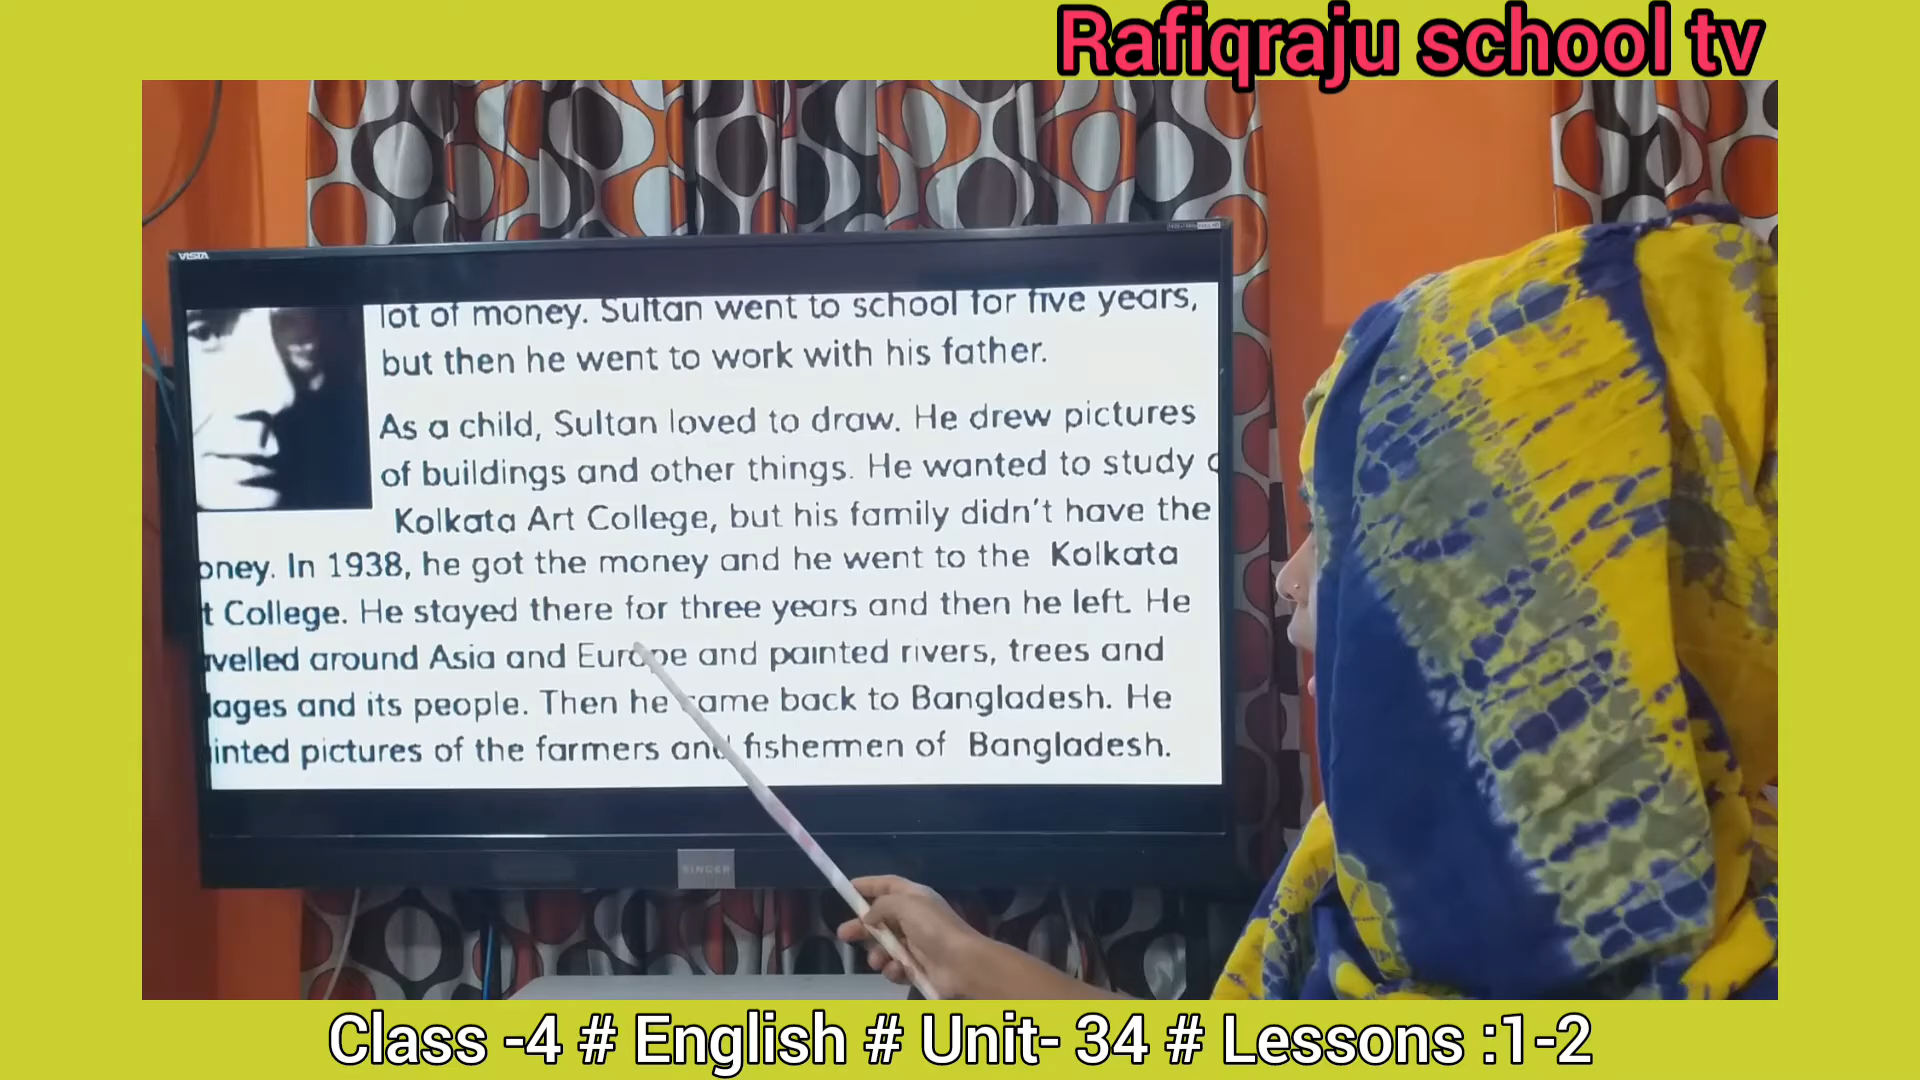 Rafiqraju school tv
VISTA
lot of money. Sultan went to school for five years,
but then he went to work with his father.
As a child, Sultan loved to draw. He drew pictures
of buildings and other things. He wanted to study
Kolkata Art College, but his family didn't have the
oney. In 1938, he got the money and he went to the Kolkata
t College. He stayed there for three years and then he left. He
avelled around Asia and Europe and painted rivers, trees and
lages and its people. Then he came back to Bangladesh. He
inted pictures of the farmers and fishermen of Bangladesh.
SINGER
Class -4 # English # Unit- 34 # Lessons :1-2